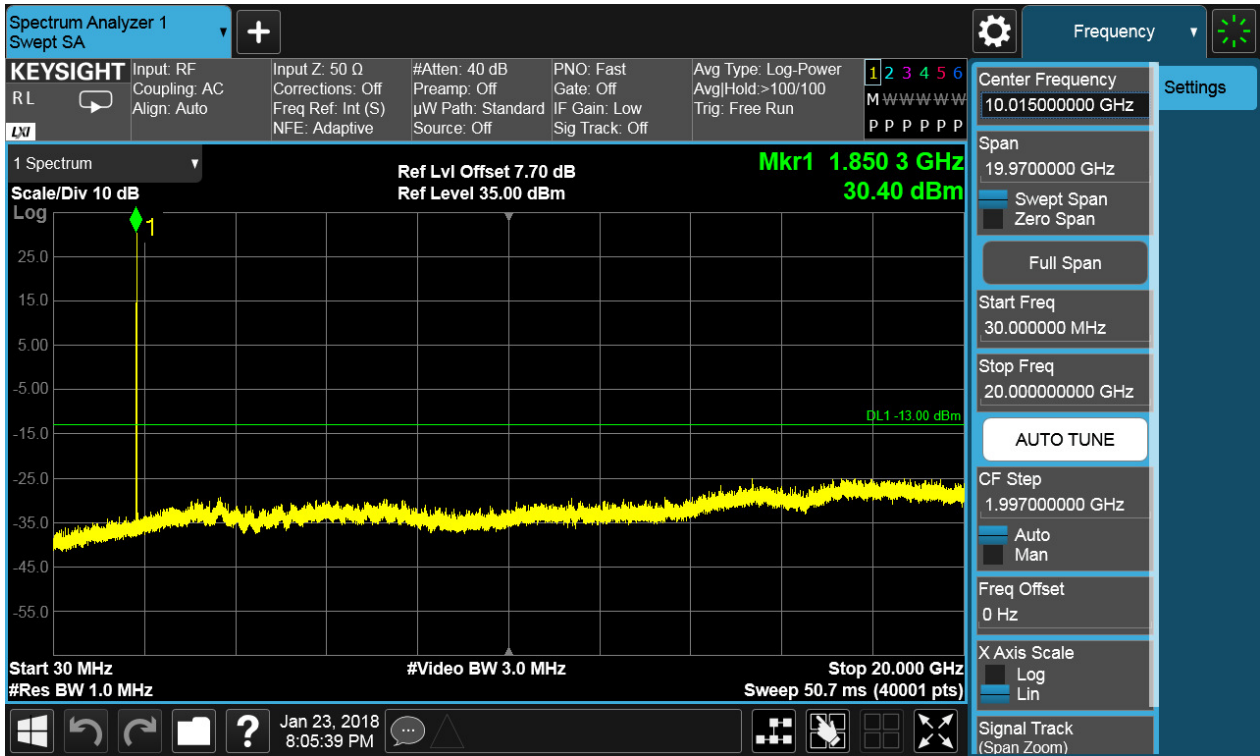 Spectrum Analyzer 1
Swept SA
+
Frequency
KEYSIGHT
RL
LXI
Input: RF
Coupling: AC
Align: Auto
Input Z: 50 Ω
Corrections: Off
Freq Ref: Int (S)
NFE: Adaptive
#Atten: 40 dB
Preamp: Off
µW Path: Standard
Source: Off
PNO: Fast
Gate: Off
IF Gain: Low
Sig Track: Off
Avg Type: Log-Power
Avg|Hold:>100/100
Trig: Free Run
1 2 3 4 5 6
M W W W W W
P P P P P P
1 Spectrum
Scale/Div 10 dB
Log
Ref Lvl Offset 7.70 dB
Ref Level 35.00 dBm
Mkr1 1.850 3 GHz
30.40 dBm
1
25.0
15.0
5.00
-5.00
-15.0
-25.0
-35.0
-45.0
-55.0
DL1 -13.00 dBm
Start 30 MHz
#Res BW 1.0 MHz
#Video BW 3.0 MHz
Stop 20.000 GHz
Sweep 50.7 ms (40001 pts)
Center Frequency
10.015000000 GHz
Span
19.9700000 GHz
Swept Span
Zero Span
Full Span
Start Freq
30.000000 MHz
Stop Freq
20.000000000 GHz
AUTO TUNE
CF Step
1.997000000 GHz
Auto
Man
Freq Offset
0 Hz
X Axis Scale
Log
Lin
Signal Track
(Span Zoom)
Settings
?
Jan 23, 2018
8:05:39 PM